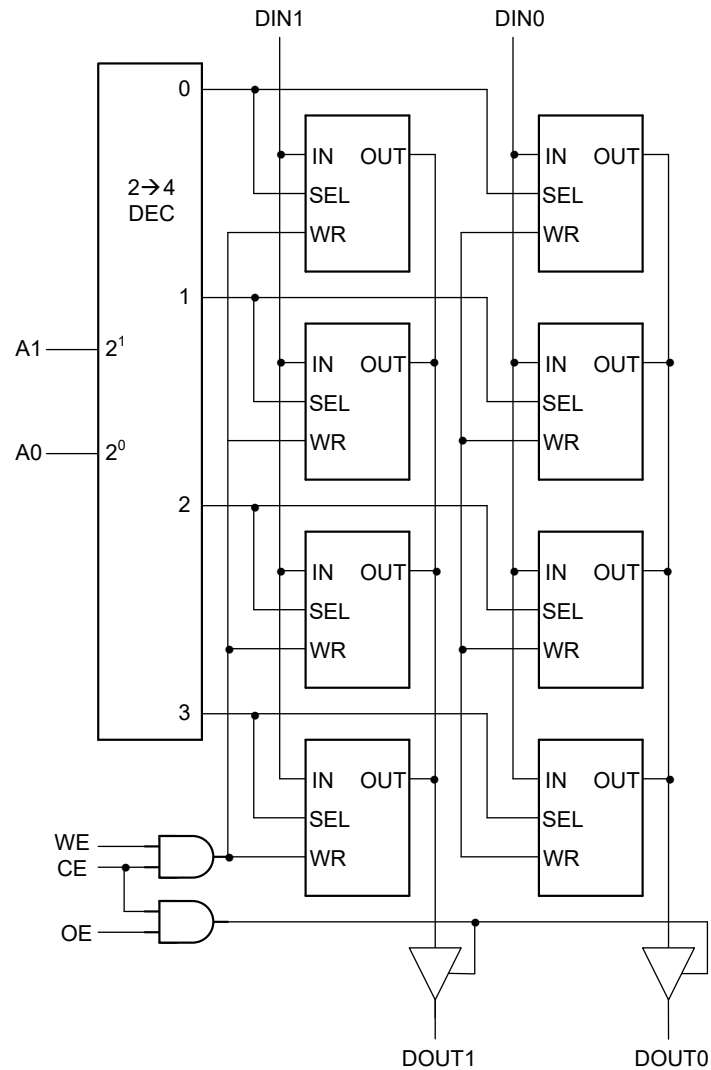 DIN1 DIN0
0
2→4
DEC
IN OUT
SEL
WR
IN OUT
SEL
WR
1
A1 2¹
IN OUT
SEL
WR
IN OUT
SEL
WR
A0 2⁰
2
IN OUT
SEL
WR
IN OUT
SEL
WR
3
IN OUT
SEL
WR
IN OUT
SEL
WR
WE
CE
OE
DOUT1 DOUT0